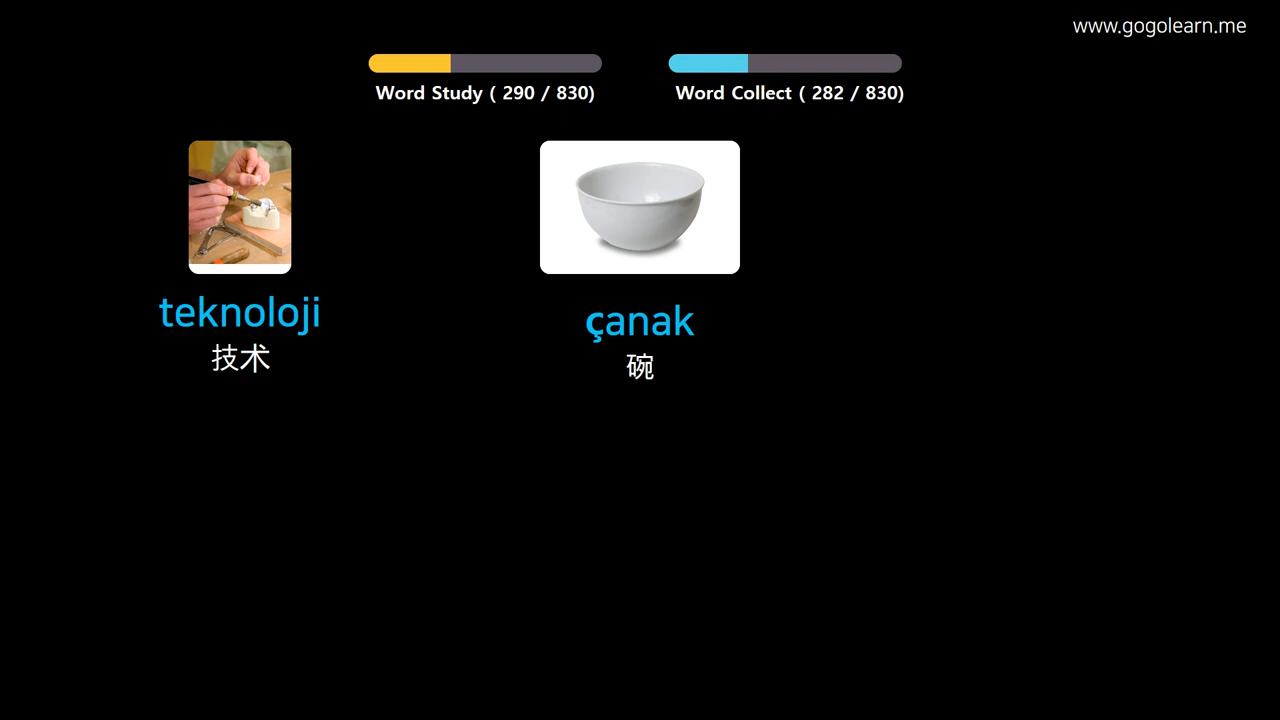 www.gogolearn.me
Word Study ( 290 / 830)
Word Collect ( 282 / 830)
teknoloji
技术
çanak
碗